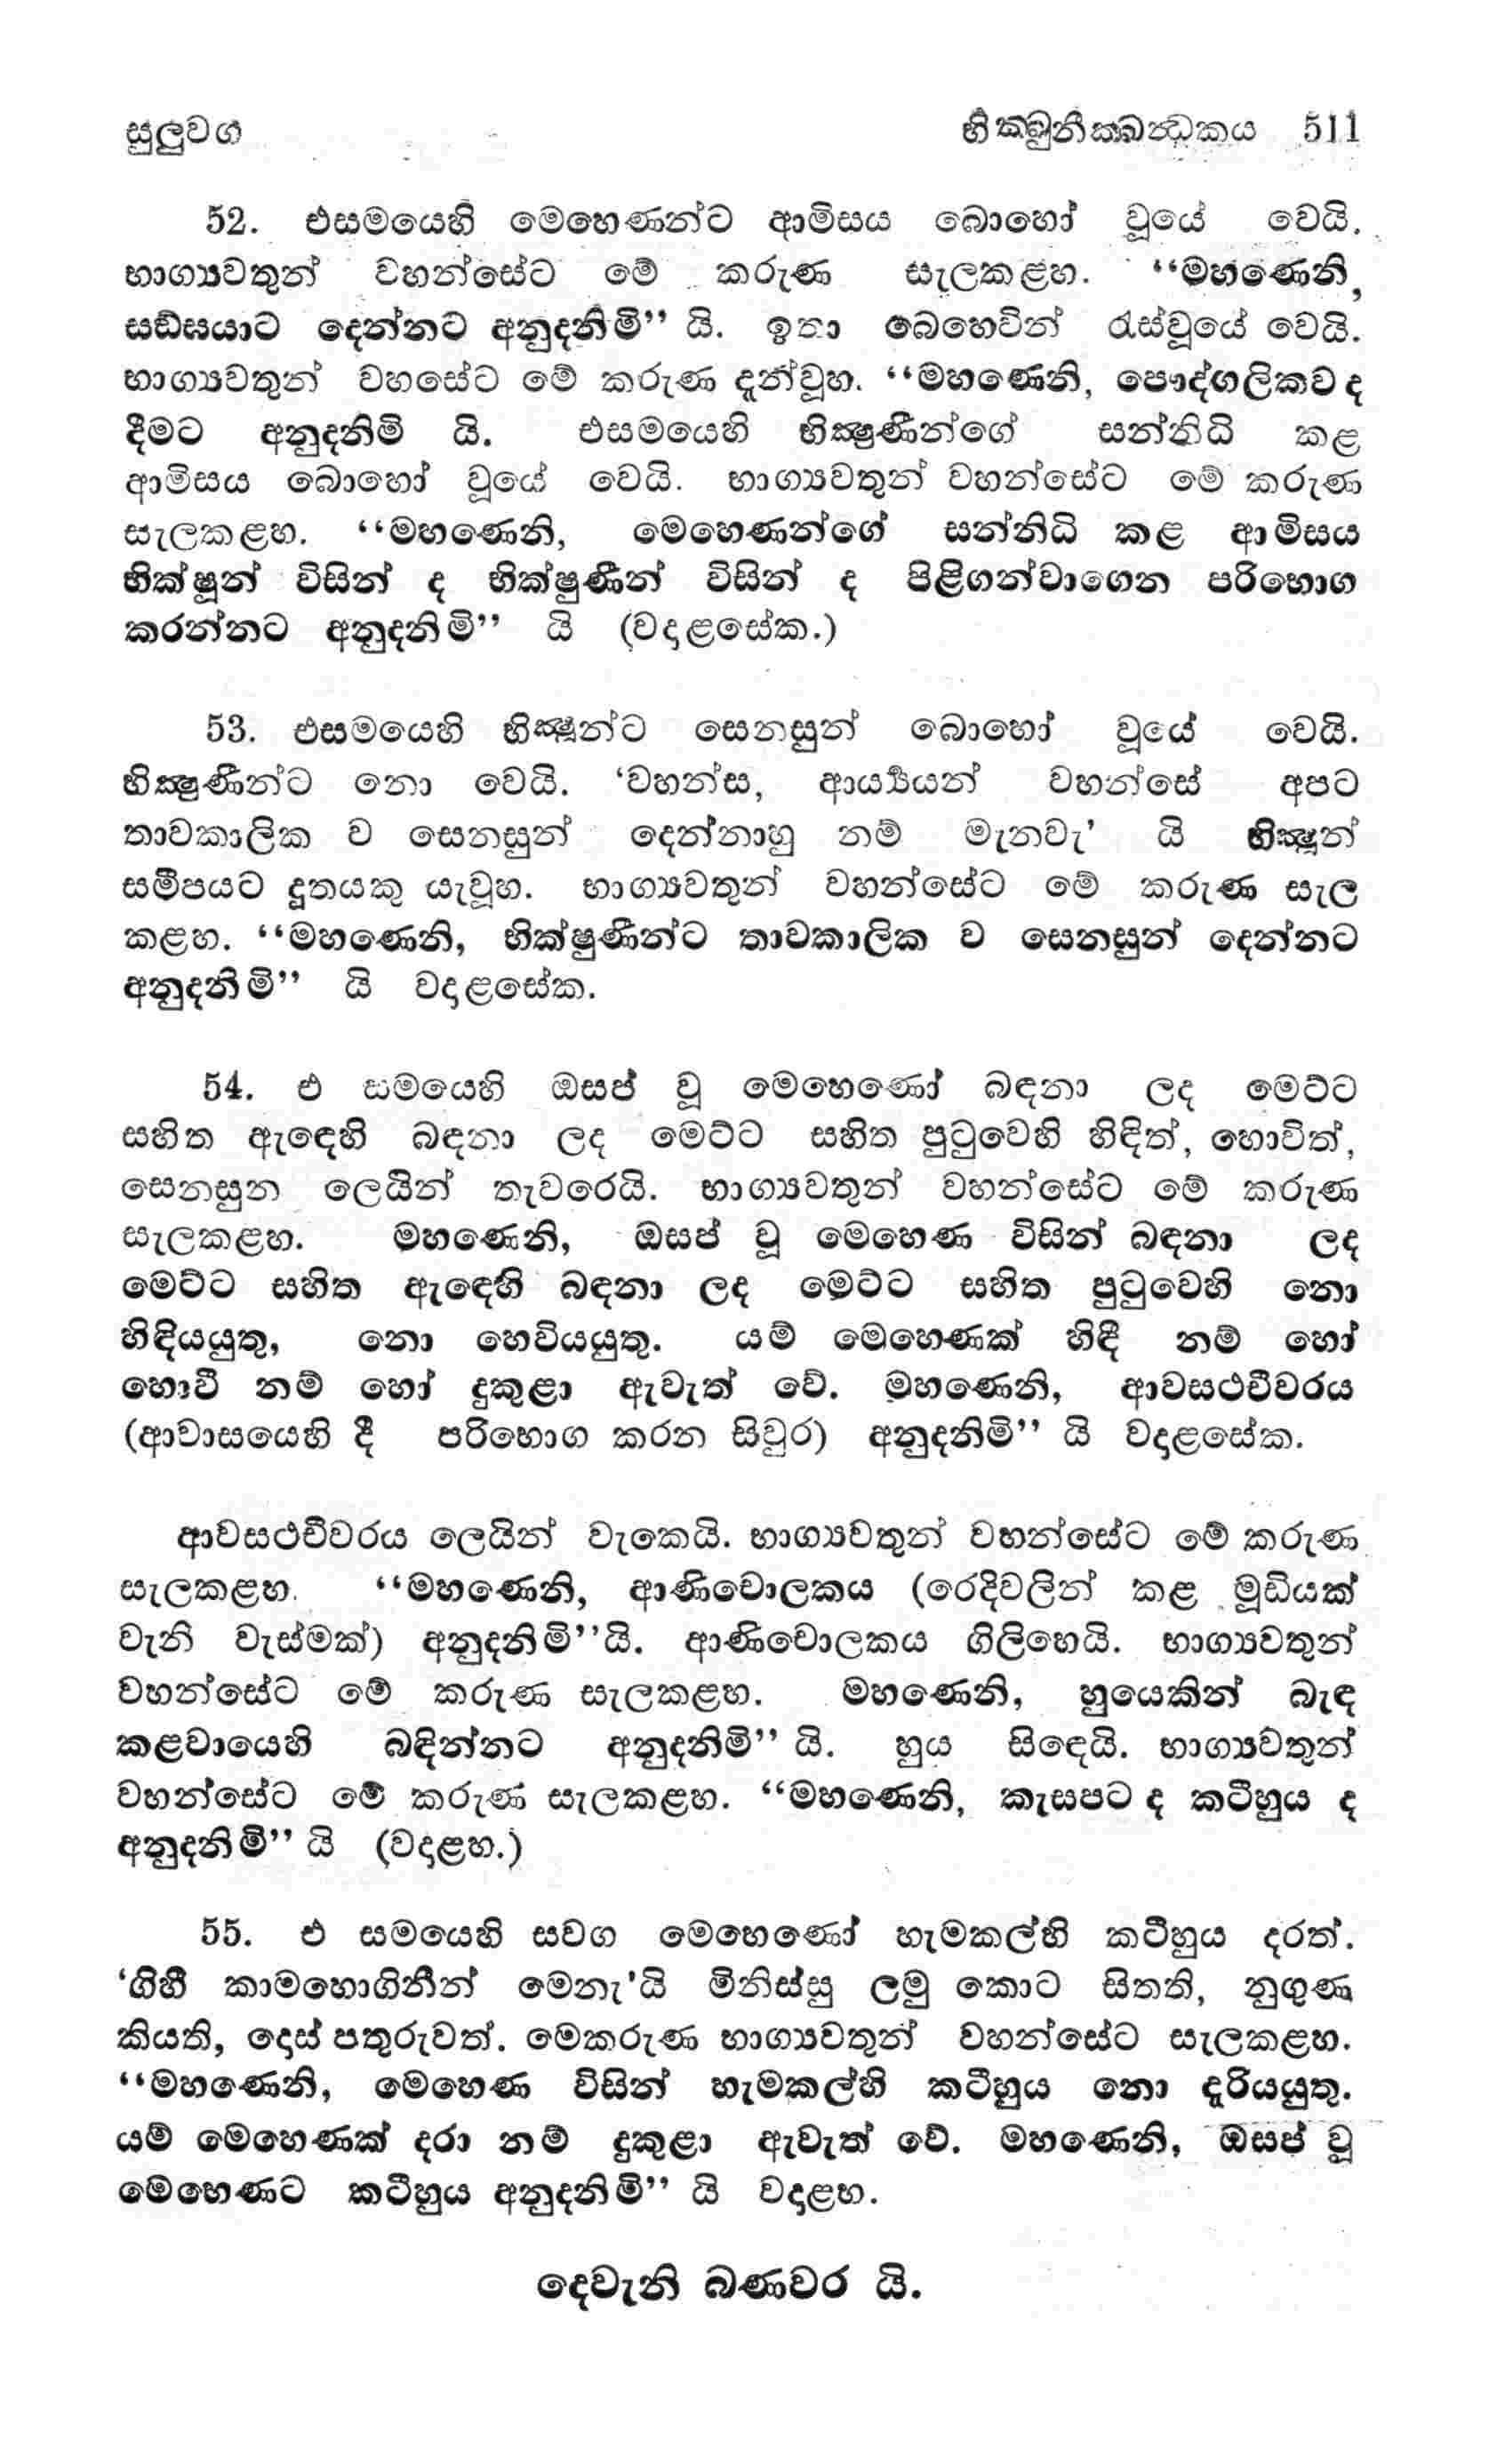 සුලුවග භික්ඛුනීක්ඛන්ධකය 511
52. එසමයෙහි මෙහෙණන්ට ආමිසය බොහෝ වූයේ වෙයි.
භාග්‍යවතුන් වහන්සේට මේ කරුණ සැලකළහ. “මහණෙනි,
සඞ්ඝයාට දෙන්නට අනුදනිමි” යි. ඉතා බෙහෙවින් රැස්වූයේ වෙයි.
භාග්‍යවතුන් වහසේට මේ කරුණ දැන්වූහ. “මහණෙනි, පෞද්ගලිකව ද
දීමට අනුදනිමි යි. එසමයෙහි භික්‍ෂුණීන්ගේ සන්නිධි කළ
ආමිසය බොහෝ වූයේ වෙයි. භාග්‍යවතුන් වහන්සේට මේ කරුණ
සැලකළහ. “මහණෙනි, මෙහෙණන්ගේ සන්නිධි කළ ආමිසය
භික්ෂූන් විසින් ද භික්ෂුණීන් විසින් ද පිළිගන්වාගෙන පරිභොග
කරන්නට අනුදනිමි” යි (වදාළසේක.)
53. එසමයෙහි භික්‍ෂූන්ට සෙනසුන් බොහෝ වූයේ වෙයි.
භික්‍ෂුණීන්ට නො වෙයි. ‘වහන්ස, ආර්‍ය්‍යයන් වහන්සේ අපට
තාවකාලික ව සෙනසුන් දෙන්නාහු නම් මැනවැ’ යි භික්‍ෂූන්
සමීපයට දූතයකු යැවූහ. භාග්‍යවතුන් වහන්සේට මේ කරුණ සැල
කළහ. “මහණෙනි, භික්ෂුණීන්ට තාවකාලික ව සෙනසුන් දෙන්නට
අනුදනිමි” යි වදාළසේක.
54. එ සමයෙහි ඔසප් වූ මෙහෙණෝ බඳනා ලද මෙට්ට
සහිත ඇඳෙහි බඳනා ලද මෙට්ට සහිත පුටුවෙහි හිඳිත්, හොවිත්,
සෙනසුන ලෙයින් තැවරෙයි. භාග්‍යවතුන් වහන්සේට මේ කරුණ
සැලකළහ. මහණෙනි, ඔසප් වූ මෙහෙණ විසින් බඳනා ලද
මෙට්ට සහිත ඇඳෙහි බඳනා ලද මෙට්ට සහිත පුටුවෙහි නො
හිඳියයුතු, නො හෙවියයුතු. යම් මෙහෙණක් හිඳී නම් හෝ
හොවී නම් හෝ දුකුළා ඇවැත් වේ. මහණෙනි, ආවසථචීවරය
(ආවාසයෙහි දී පරිභොග කරන සිවුර) අනුදනිමි” යි වදාළසේක.
ආවසථචීවරය ලෙයින් වැකෙයි. භාග්‍යවතුන් වහන්සේට මේ කරුණ
සැලකළහ. “මහණෙනි, ආණිචොලකය (රෙදිවලින් කළ මූඩියක්
වැනි වැස්මක්) අනුදනිමි”යි. ආණිචොලකය ගිලිහෙයි. භාග්‍යවතුන්
වහන්සේට මේ කරුණ සැලකළහ. මහණෙනි, හුයෙකින් බැඳ
කළවායෙහි බඳින්නට අනුදනිමි” යි. හුය සිඳෙයි. භාග්‍යවතුන්
වහන්සේට මේ කරුණ සැලකළහ. “මහණෙනි, කැසපට ද කටීහුය ද
අනුදනිමි” යි (වදාළහ.)
55. එ සමයෙහි සවග මෙහෙණෝ හැමකල්හි කටීහුය දරත්.
‘ගිහී කාමභොගිනීන් මෙනැ’යි මිනිස්සු ලමු කොට සිතති, නුගුණ
කියති, දොස් පතුරුවත්. මෙකරුණ භාග්‍යවතුන් වහන්සේට සැලකළහ.
“මහණෙනි, මෙහෙණ විසින් හැමකල්හි කටීහුය නො දැරියයුතු.
යම් මෙහෙණක් දරා නම් දුකුළා ඇවැත් වේ. මහණෙනි, ඔසප් වූ
මෙහෙණට කටීහුය අනුදනිමි” යි වදාළහ.
දෙවැනි බණවර යි.